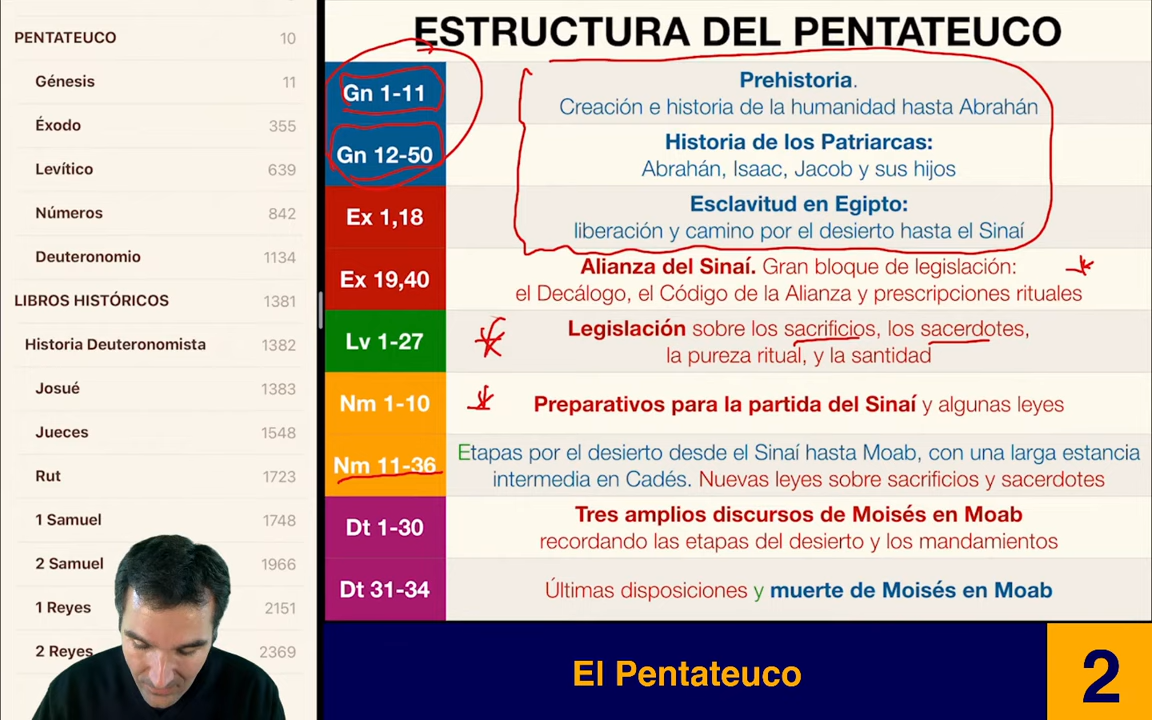 PENTATEUCO 10
Génesis 11
Éxodo 355
Levítico 639
Números 842
Deuteronomio 1134
LIBROS HISTÓRICOS 1381
Historia Deuteronomista 1382
Josué 1383
Jueces 1548
Rut 1723
1 Samuel 1748
2 Samuel 1966
1 Reyes 2151
2 Reyes 2369
ESTRUCTURA DEL PENTATEUCO
Gn 1-11
Prehistoria.
Creación e historia de la humanidad hasta Abrahán
Gn 12-50
Historia de los Patriarcas:
Abrahán, Isaac, Jacob y sus hijos
Ex 1,18
Esclavitud en Egipto:
liberación y camino por el desierto hasta el Sinaí
Ex 19,40
Alianza del Sinaí. Gran bloque de legislación:
el Decálogo, el Código de la Alianza y prescripciones rituales
Lv 1-27
Legislación sobre los sacrificios, los sacerdotes,
la pureza ritual, y la santidad
Nm 1-10
Preparativos para la partida del Sinaí y algunas leyes
Nm 11-36
Etapas por el desierto desde el Sinaí hasta Moab, con una larga estancia
intermedia en Cadés. Nuevas leyes sobre sacrificios y sacerdotes
Dt 1-30
Tres amplios discursos de Moisés en Moab
recordando las etapas del desierto y los mandamientos
Dt 31-34
Últimas disposiciones y muerte de Moisés en Moab
El Pentateuco
2